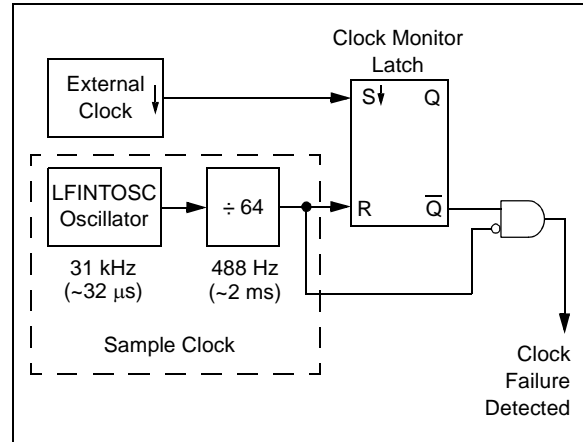 Clock Monitor
Latch
External
Clock
S
Q
LFINTOSC
Oscillator
÷ 64
R
Q̅
31 kHz
(~32 μs)
488 Hz
(~2 ms)
Sample Clock
Clock
Failure
Detected